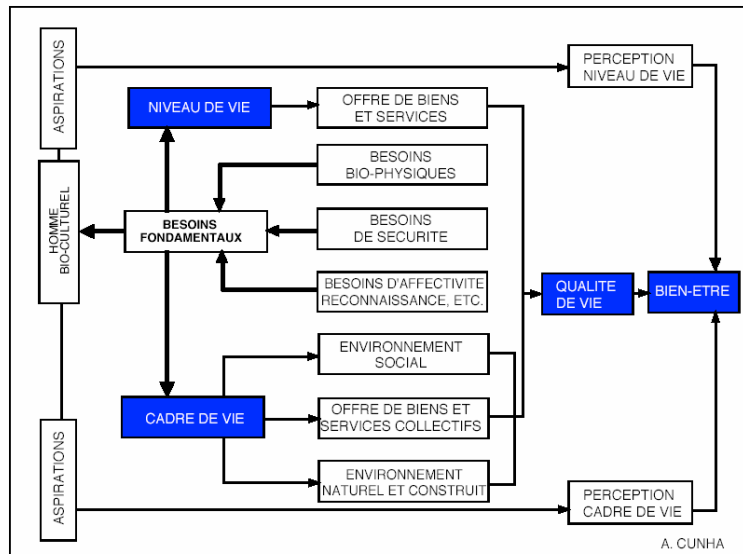 ASPIRATIONS
PERCEPTION
NIVEAU DE VIE
NIVEAU DE VIE
OFFRE DE BIENS
ET SERVICES
BESOINS
BIO-PHYSIQUES
HOMME
BIO-CULTUREL
BESOINS
FONDAMENTAUX
BESOINS
DE SECURITE
BESOINS D'AFFECTIVITE
RECONNAISSANCE, ETC.
QUALITE
DE VIE
BIEN-ETRE
ENVIRONNEMENT
SOCIAL
CADRE DE VIE
OFFRE DE BIENS ET
SERVICES COLLECTIFS
ENVIRONNEMENT
NATUREL ET CONSTRUIT
ASPIRATIONS
PERCEPTION
CADRE DE VIE
A. CUNHA